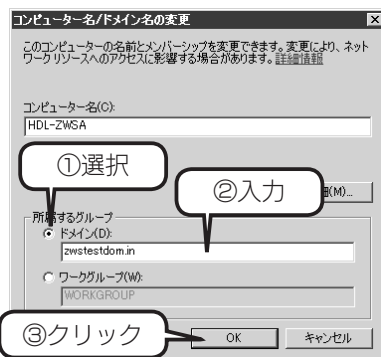 コンピューター名/ドメイン名の変更
このコンピューターの名前とメンバーシップを変更できます。変更により、ネット
ワーク リソースへのアクセスに影響する場合があります。詳細情報
コンピューター名(C):
HDL-ZWSA
①選択
②入力
(M)...
所属するグループ
ドメイン(D):
zwstestdom.in
ワークグループ(W):
WORKGROUP
③クリック
OK
キャンセル